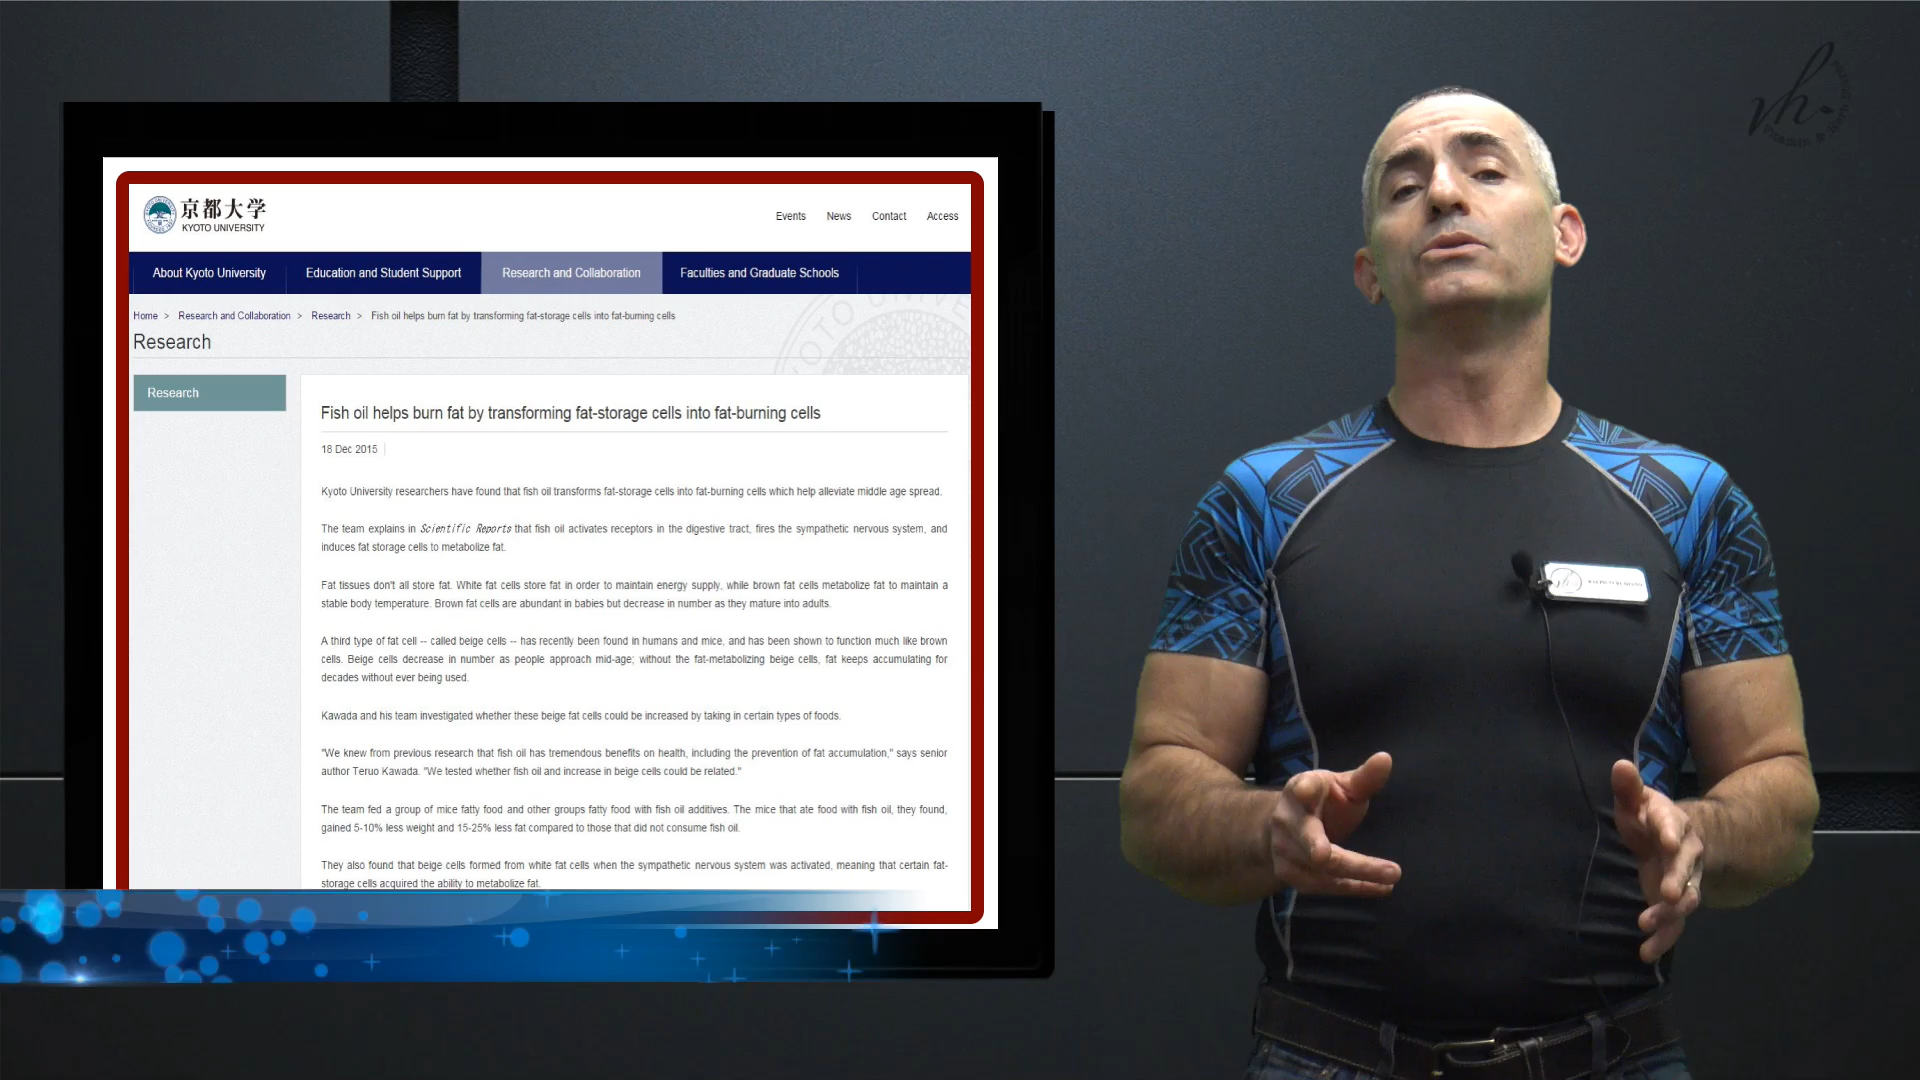 京都大学
KYOTO UNIVERSITY
Events News Contact Access
About Kyoto University Education and Student Support Research and Collaboration Faculties and Graduate Schools
Home > Research and Collaboration > Research > Fish oil helps burn fat by transforming fat-storage cells into fat-burning cells
Research
Research
Fish oil helps burn fat by transforming fat-storage cells into fat-burning cells
18 Dec 2015
Kyoto University researchers have found that fish oil transforms fat-storage cells into fat-burning cells which help alleviate middle age spread.
The team explains in Scientific Reports that fish oil activates receptors in the digestive tract, fires the sympathetic nervous system, and
induces fat storage cells to metabolize fat.
Fat tissues don't all store fat. White fat cells store fat in order to maintain energy supply, while brown fat cells metabolize fat to maintain a
stable body temperature. Brown fat cells are abundant in babies but decrease in number as they mature into adults.
A third type of fat cell -- called beige cells -- has recently been found in humans and mice, and has been shown to function much like brown
cells. Beige cells decrease in number as people approach mid-age; without the fat-metabolizing beige cells, fat keeps accumulating for
decades without ever being used.
Kawada and his team investigated whether these beige fat cells could be increased by taking in certain types of foods.
"We knew from previous research that fish oil has tremendous benefits on health, including the prevention of fat accumulation," says senior
author Teruo Kawada. "We tested whether fish oil and increase in beige cells could be related."
The team fed a group of mice fatty food and other groups fatty food with fish oil additives. The mice that ate food with fish oil, they found,
gained 5-10% less weight and 15-25% less fat compared to those that did not consume fish oil.
They also found that beige cells formed from white fat cells when the sympathetic nervous system was activated, meaning that certain fat-
storage cells acquired the ability to metabolize fat.
KYOTO UNIVE
vh